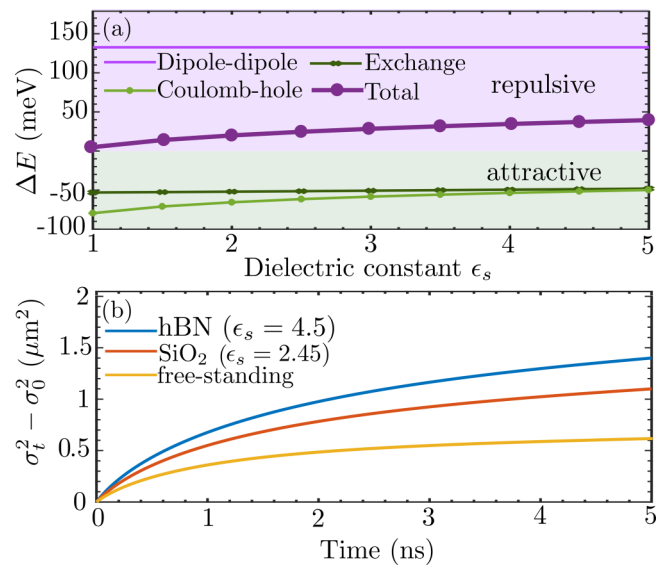 (a)
150
100
50
-50
-100
ΔE (meV)
Dipole-dipole
Exchange
Coulomb-hole
Total
repulsive
attractive
1 2 3 4 5
Dielectric constant ϵₛ
(b)
2
1.5
1
0.5
0
σₜ² − σ₀² (μm²)
hBN (ϵₛ = 4.5)
SiO₂ (ϵₛ = 2.45)
free-standing
0 1 2 3 4 5
Time (ns)